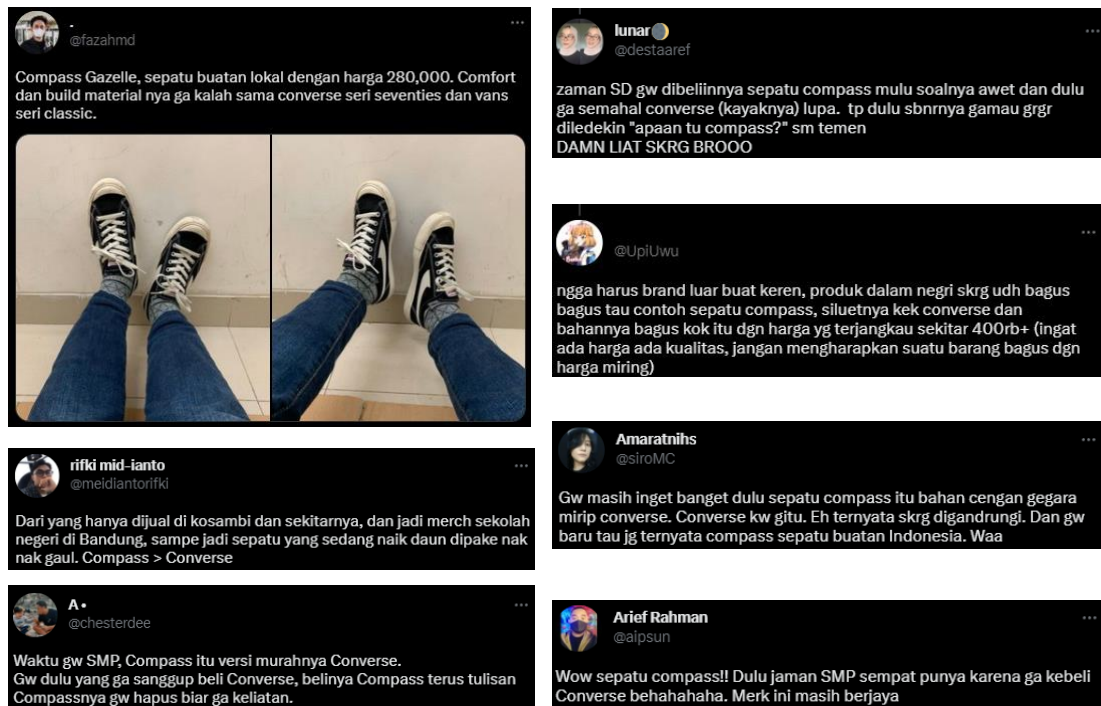 .
@fazahmd
Compass Gazelle, sepatu buatan lokal dengan harga 280,000. Comfort
dan build material nya ga kalah sama converse seri seventies dan vans
seri classic.
rifki mid-ianto
@meidiantorifki
Dari yang hanya dijual di kosambi dan sekitarnya, dan jadi merch sekolah
negeri di Bandung, sampe jadi sepatu yang sedang naik daun dipake nak
nak gaul. Compass > Converse
A •
@chesterdee
Waktu gw SMP, Compass itu versi murahnya Converse.
Gw dulu yang ga sanggup beli Converse, belinya Compass terus tulisan
Compassnya gw hapus biar ga keliatan.
lunar🌒
@destaaref
zaman SD gw dibeliinnya sepatu compass mulu soalnya awet dan dulu
ga semahal converse (kayaknya) lupa.  tp dulu sbnrnya gamau grgr
diledekin "apaan tu compass?" sm temen
DAMN LIAT SKRG BROOO
@UpiUwu
ngga harus brand luar buat keren, produk dalam negri skrg udh bagus
bagus tau contoh sepatu compass, siluetnya kek converse dan
bahannya bagus kok itu dgn harga yg terjangkau sekitar 400rb+ (ingat
ada harga ada kualitas, jangan mengharapkan suatu barang bagus dgn
harga miring)
Amaratnihs
@siroMC
Gw masih inget banget dulu sepatu compass itu bahan cengan gegara
mirip converse. Converse kw gitu. Eh ternyata skrg digandrungi. Dan gw
baru tau jg ternyata compass sepatu buatan Indonesia. Waa
Arief Rahman
@aipsun
Wow sepatu compass!! Dulu jaman SMP sempat punya karena ga kebeli
Converse behahahaha. Merk ini masih berjaya